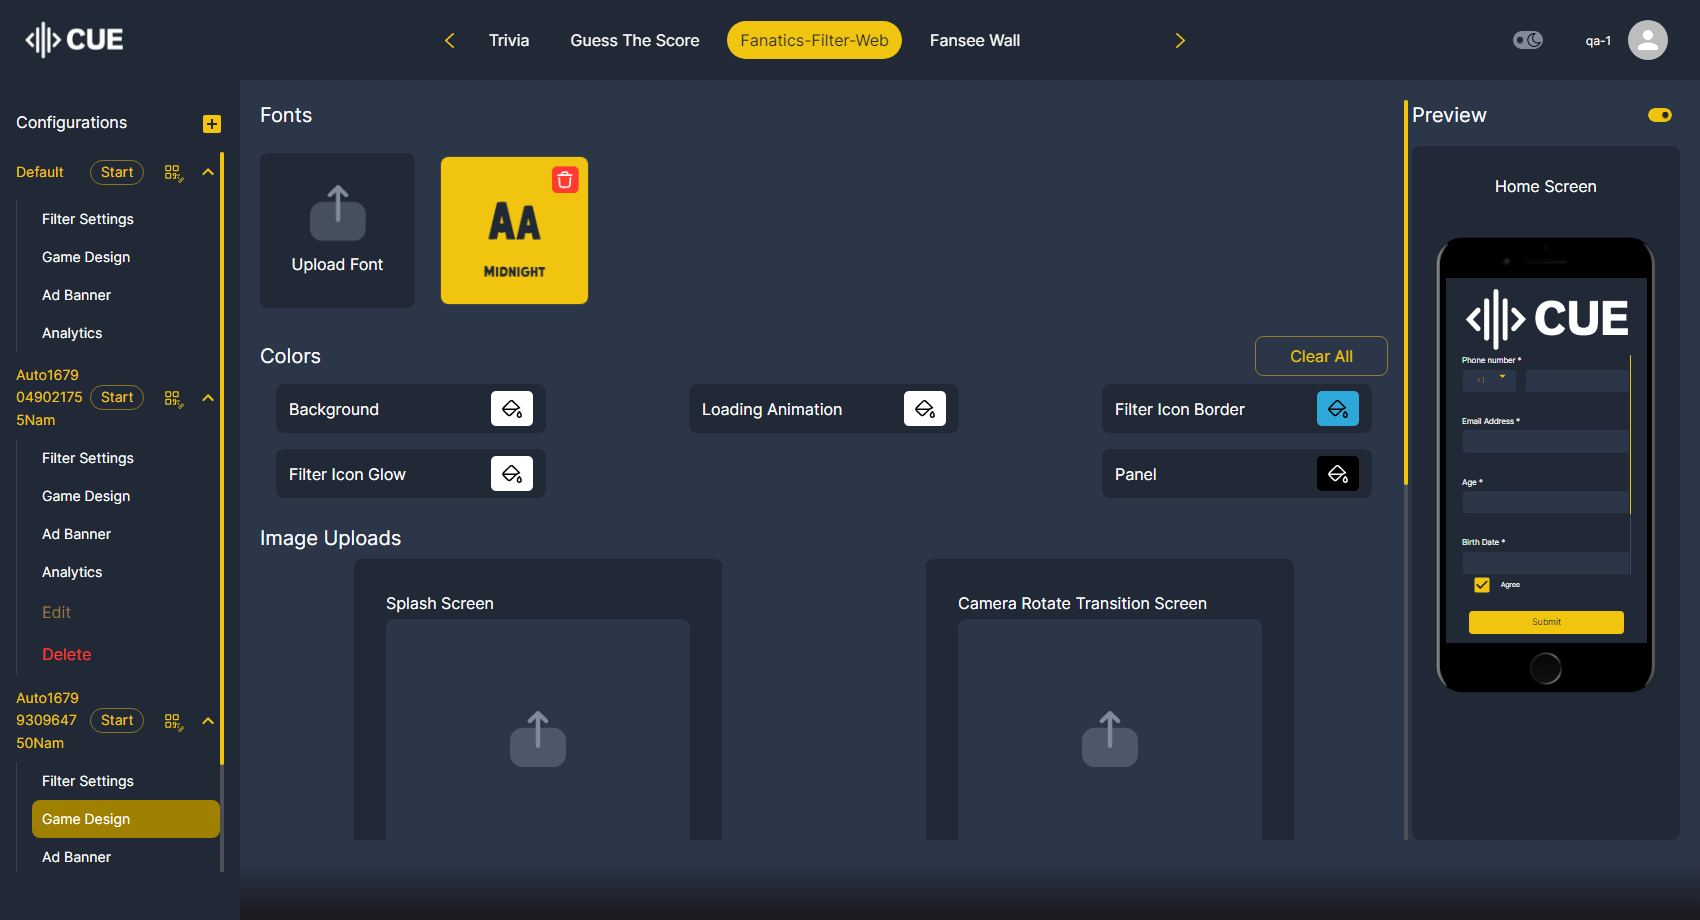 CUE
Trivia
Guess The Score
Fanatics-Filter-Web
Fansee Wall
qa-1
Configurations
Default
Start
Filter Settings
Game Design
Ad Banner
Analytics
Auto1679
04902175
5Nam
Start
Filter Settings
Game Design
Ad Banner
Analytics
Edit
Delete
Auto1679
9309647
50Nam
Start
Filter Settings
Game Design
Ad Banner
Fonts
Upload Font
AA
MIDNIGHT
Colors
Clear All
Background
Loading Animation
Filter Icon Border
Filter Icon Glow
Panel
Image Uploads
Splash Screen
Camera Rotate Transition Screen
Preview
Home Screen
CUE
Phone number *
+1
Email Address *
Age *
Birth Date *
Agree
Submit